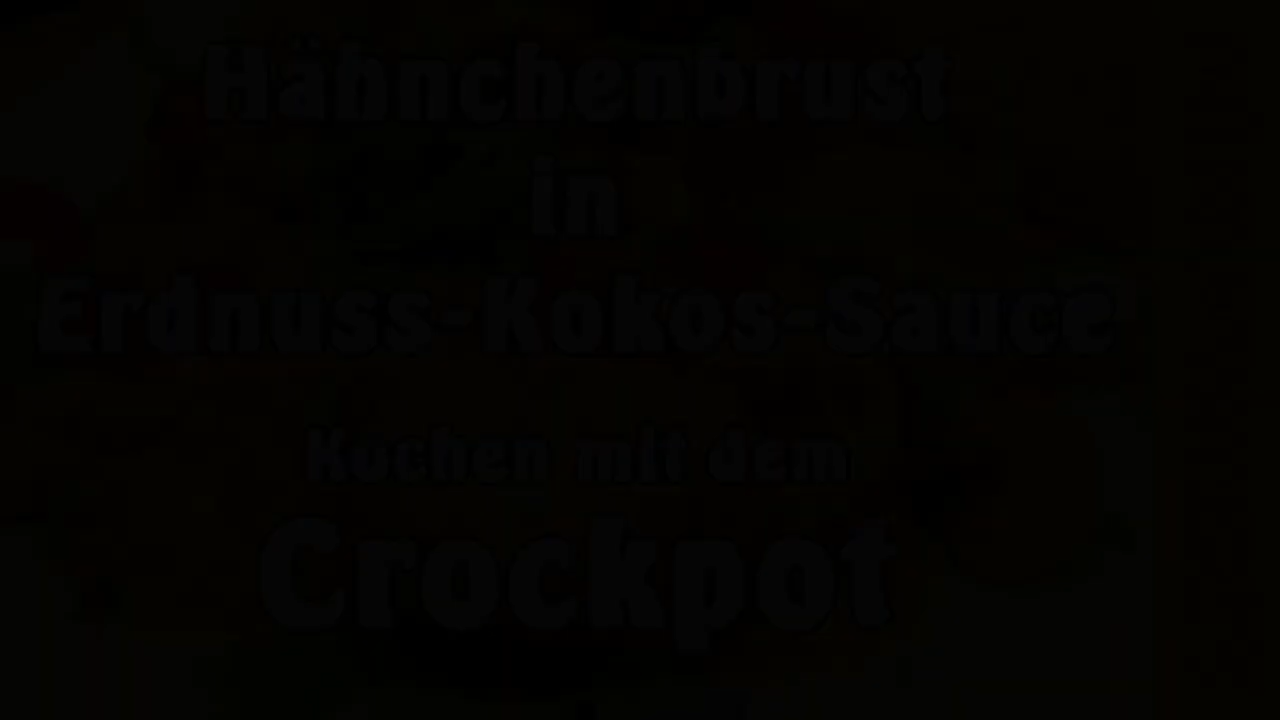 Hähnchenbrust
in
Erdnuss-Kokos-Sauce
Kochen mit dem
Crockpot